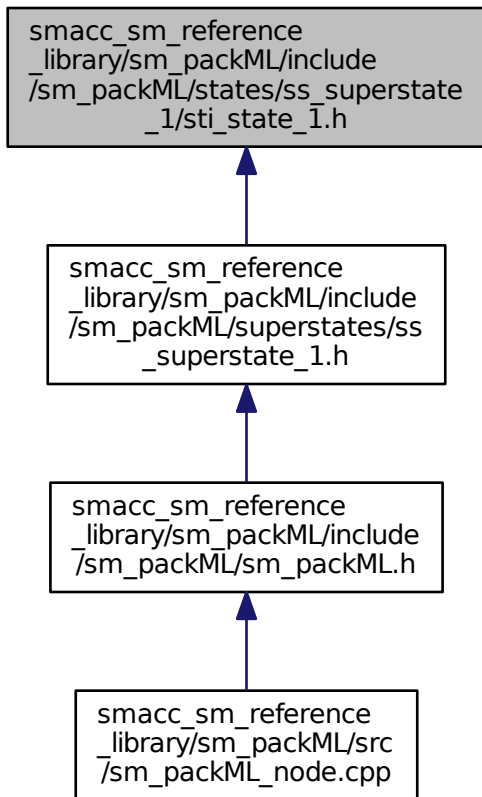 smacc_sm_reference
_library/sm_packML/include
/sm_packML/states/ss_superstate
_1/sti_state_1.h
smacc_sm_reference
_library/sm_packML/include
/sm_packML/superstates/ss
_superstate_1.h
smacc_sm_reference
_library/sm_packML/include
/sm_packML/sm_packML.h
smacc_sm_reference
_library/sm_packML/src
/sm_packML_node.cpp